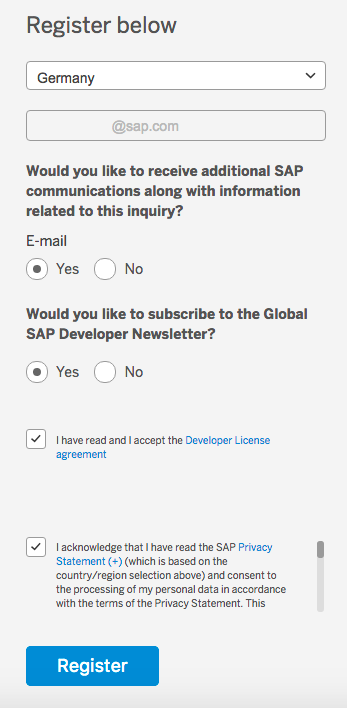 Register below
Germany
@sap.com
Would you like to receive additional SAP
communications along with information
related to this inquiry?
E-mail
Yes No
Would you like to subscribe to the Global
SAP Developer Newsletter?
Yes No
I have read and I accept the Developer License
agreement
I acknowledge that I have read the SAP Privacy
Statement (+) (which is based on the
country/region selection above) and consent to
the processing of my personal data in accordance
with the terms of the Privacy Statement. This
Register